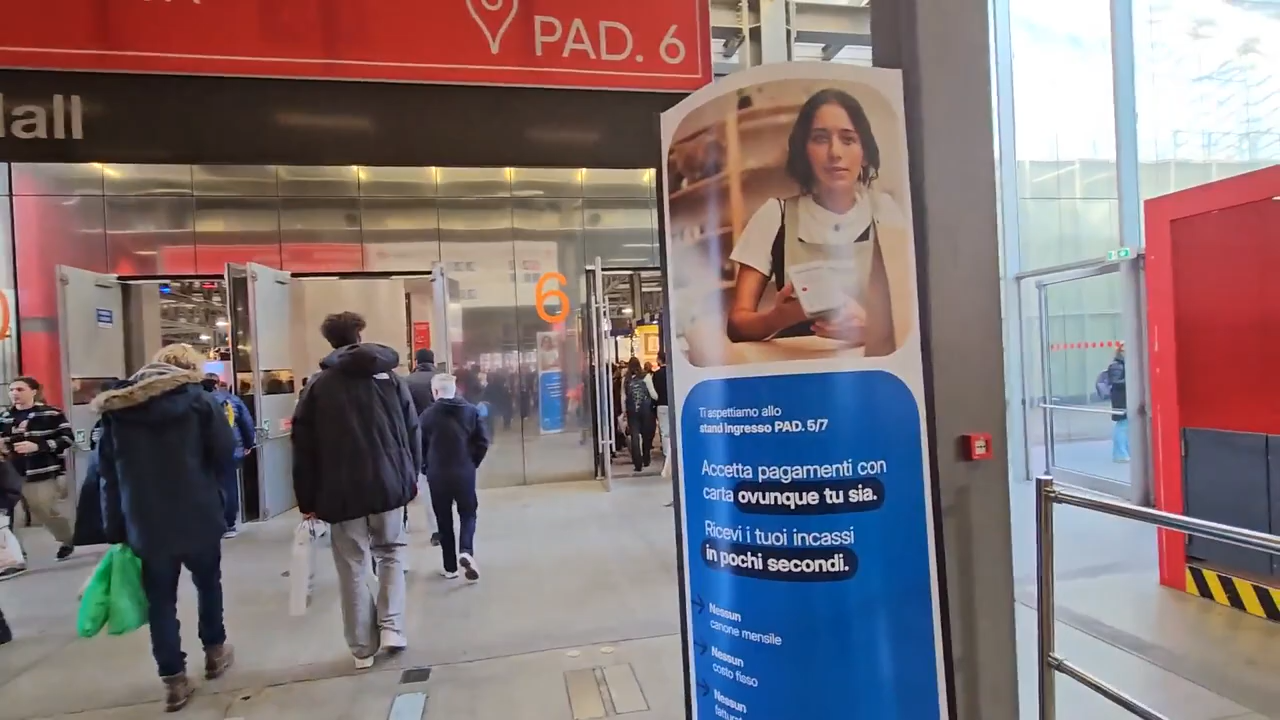 PAD. 6
6
Ti aspettiamo allo
stand Ingresso PAD. 5/7
Accetta pagamenti con
carta ovunque tu sia.
Ricevi i tuoi incassi
in pochi secondi.
Nessun
canone mensile
Nessun
costo fisso
Nessun